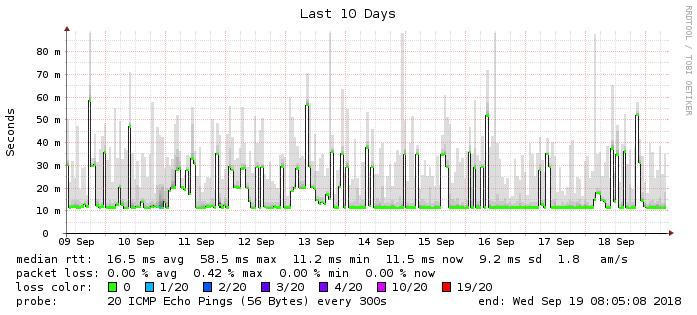 Last 10 Days
RRDTOOL / TOBI OETIKER
Seconds
80 m
70 m
60 m
50 m
40 m
30 m
20 m
10 m
0
09 Sep 10 Sep 11 Sep 12 Sep 13 Sep 14 Sep 15 Sep 16 Sep 17 Sep 18 Sep
median rtt: 16.5 ms avg 58.5 ms max 11.2 ms min 11.5 ms now 9.2 ms sd 1.8 am/s
packet loss: 0.00 % avg 0.42 % max 0.00 % min 0.00 % now
loss color: 0 1/20 2/20 3/20 4/20 10/20 19/20
probe: 20 ICMP Echo Pings (56 Bytes) every 300s end: Wed Sep 19 08:05:08 2018